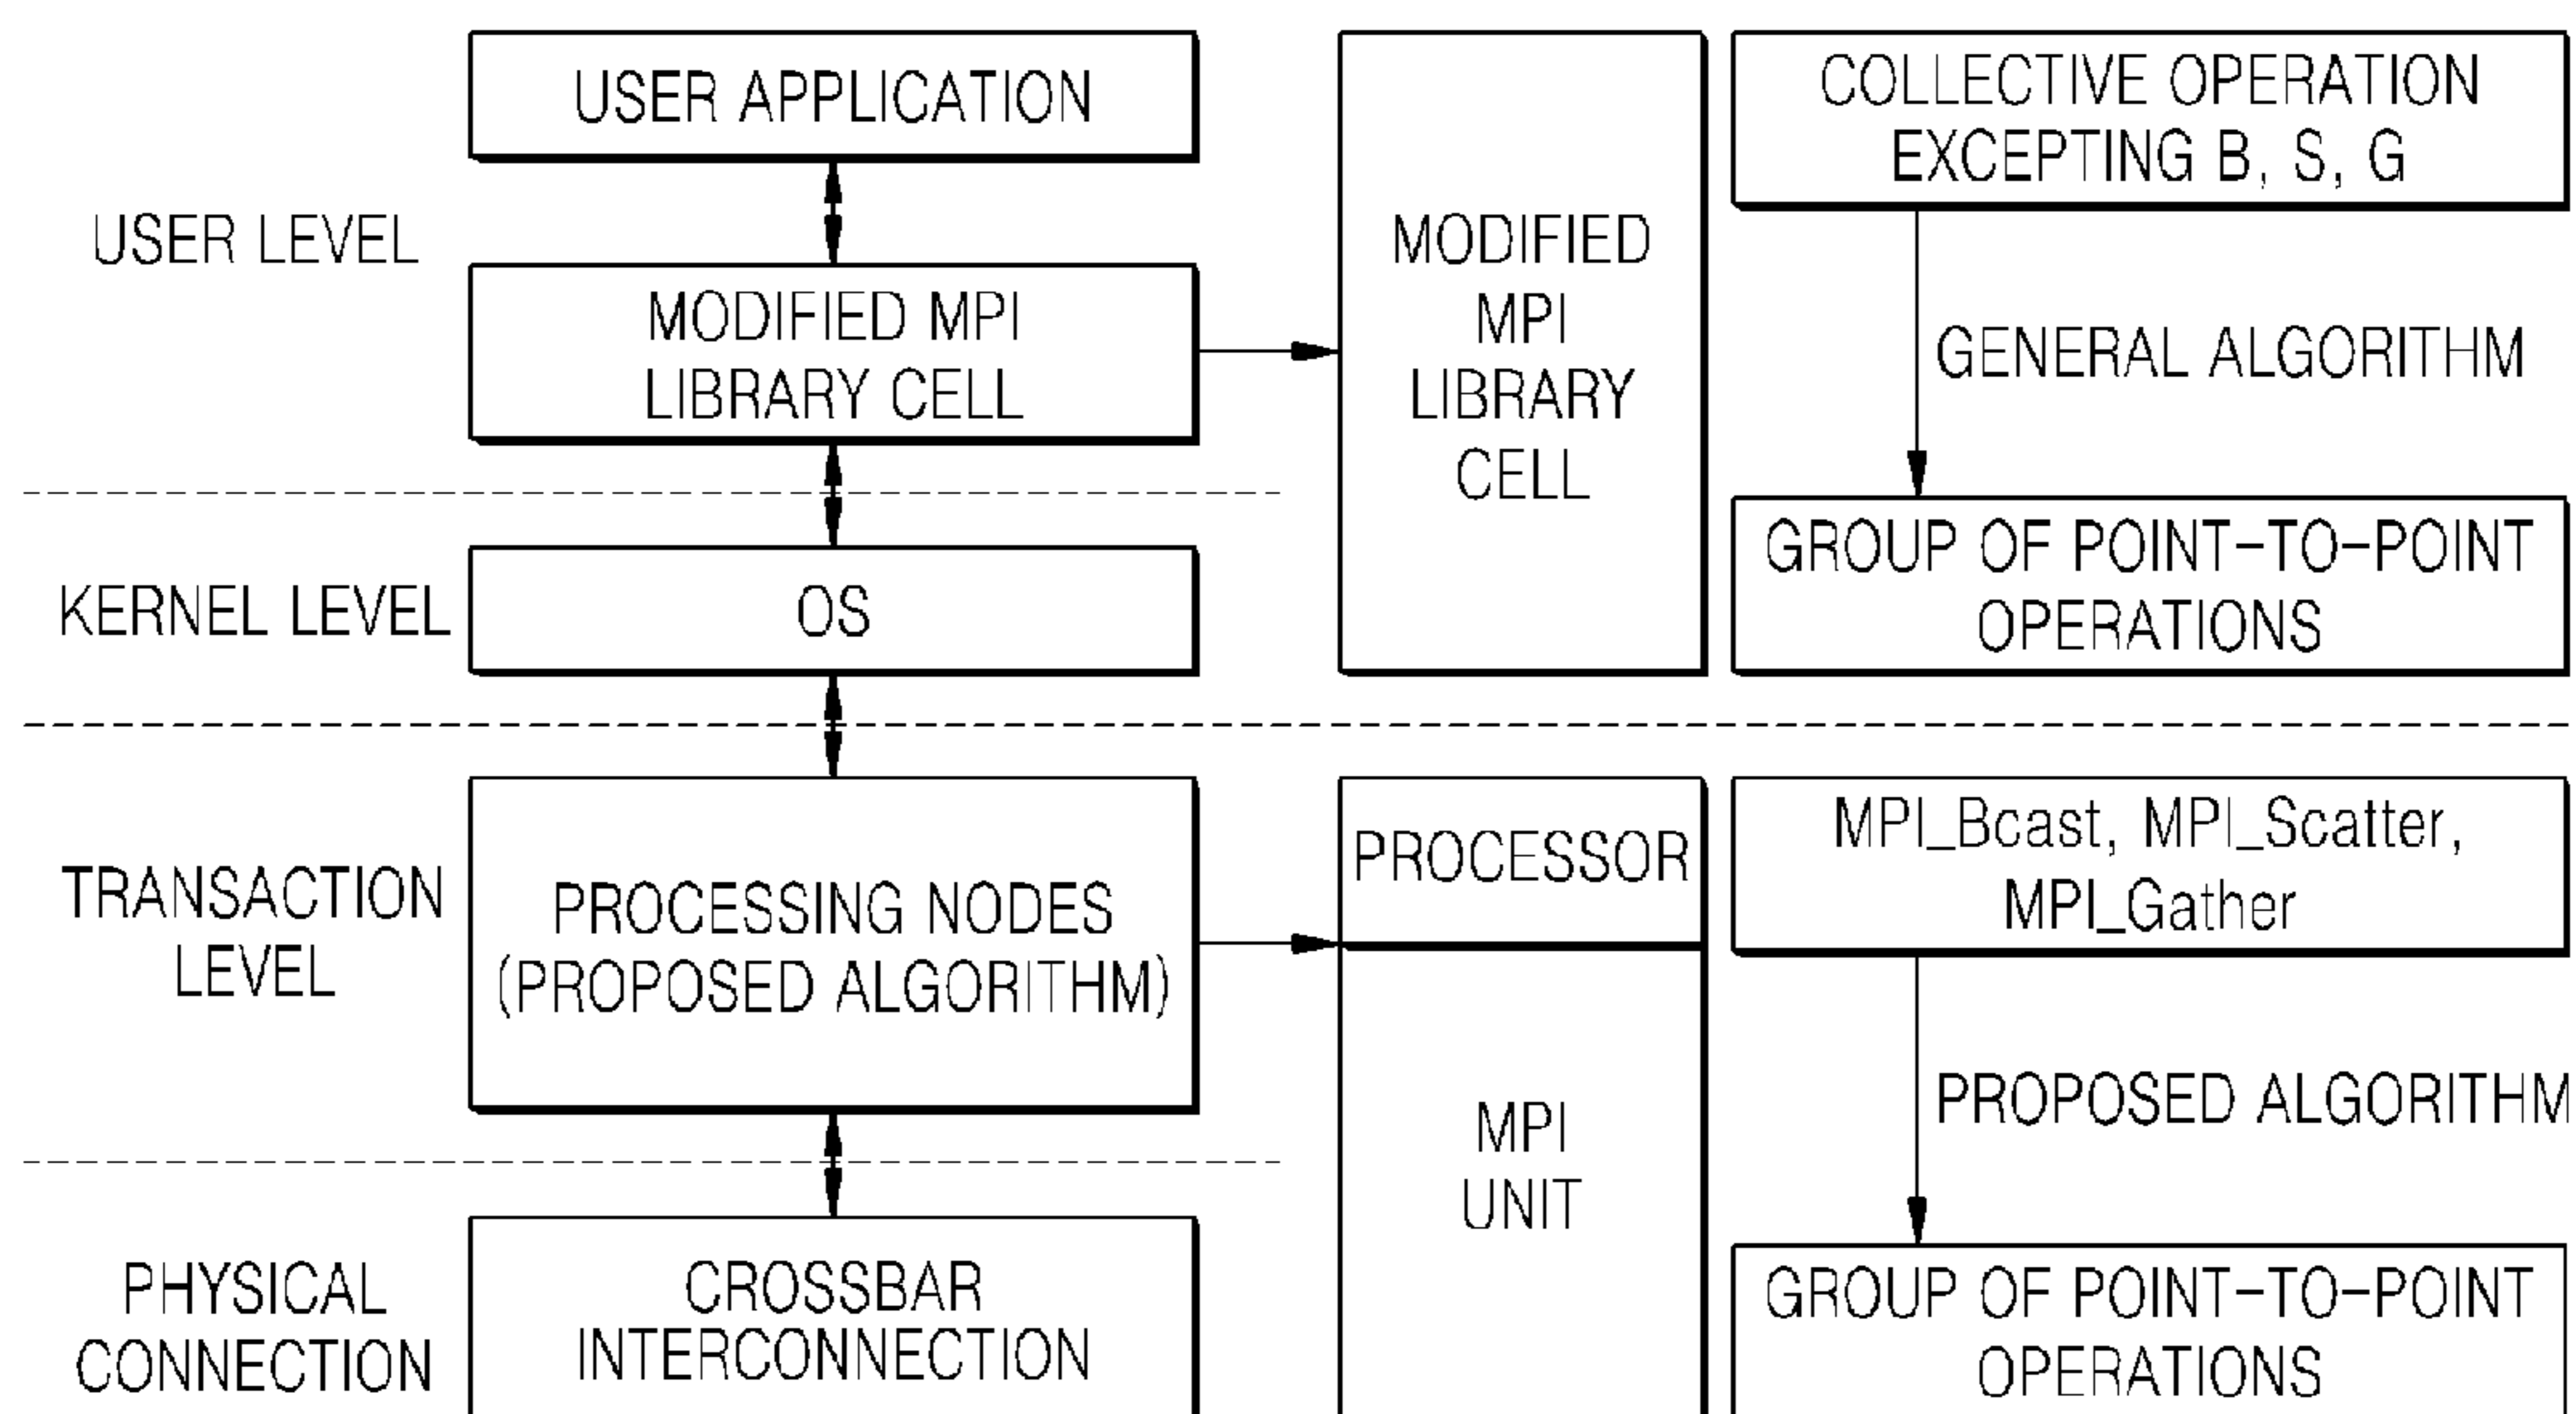 USER LEVEL
USER APPLICATION
MODIFIED MPI
LIBRARY CELL
KERNEL LEVEL
OS
TRANSACTION
LEVEL
PROCESSING NODES
(PROPOSED ALGORITHM)
PHYSICAL
CONNECTION
CROSSBAR
INTERCONNECTION
MODIFIED
MPI
LIBRARY
CELL
PROCESSOR
MPI
UNIT
COLLECTIVE OPERATION
EXCEPTING B, S, G
GENERAL ALGORITHM
GROUP OF POINT-TO-POINT
OPERATIONS
MPI_Bcast, MPI_Scatter,
MPI_Gather
PROPOSED ALGORITHM
GROUP OF POINT-TO-POINT
OPERATIONS